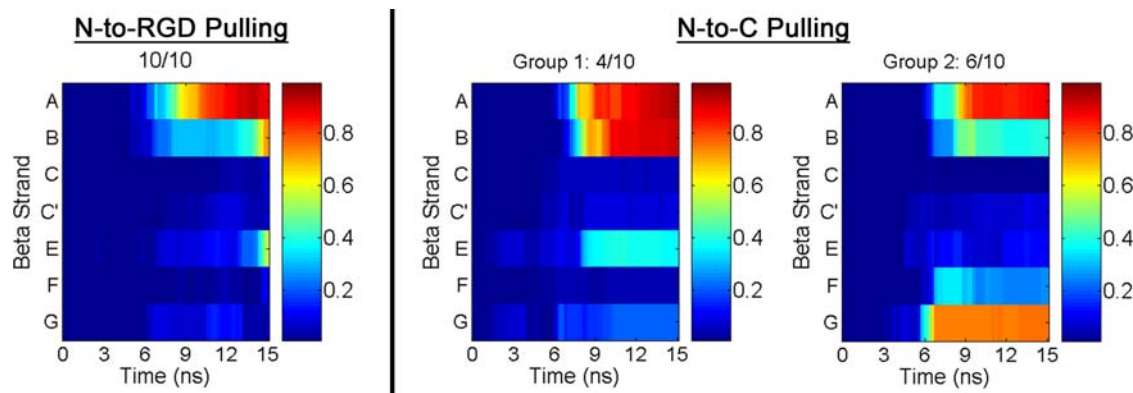 N-to-RGD Pulling
10/10
Beta Strand
A
B
C
C'
E
F
G
0 3 6 9 12 15
Time (ns)
0.8
0.6
0.4
0.2
N-to-C Pulling
Group 1: 4/10
Beta Strand
A
B
C
C'
E
F
G
0 3 6 9 12 15
Time (ns)
0.8
0.6
0.4
0.2
Group 2: 6/10
Beta Strand
A
B
C
C'
E
F
G
0 3 6 9 12 15
Time (ns)
0.8
0.6
0.4
0.2